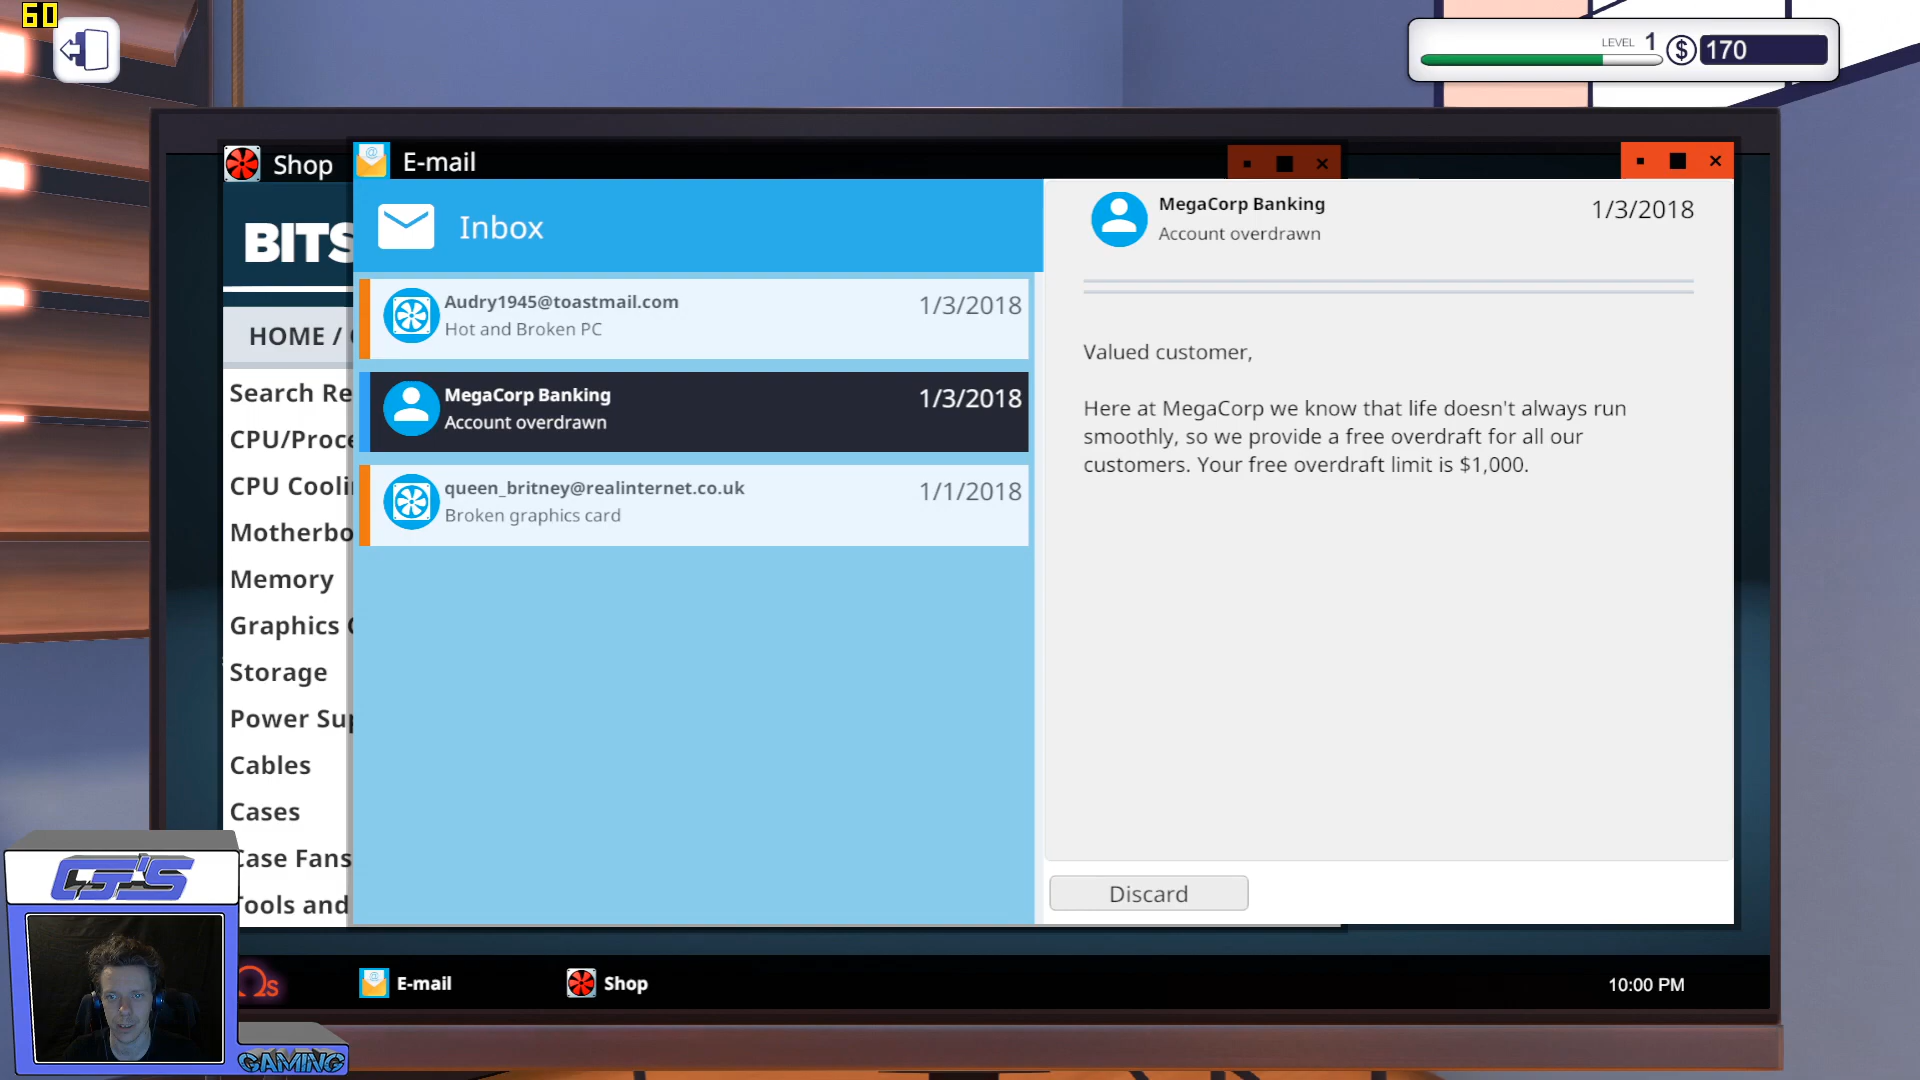 60
LEVEL 1 $ 170
Shop
E-mail
BITS
HOME /
Search Re
CPU/Proce
CPU Cooli
Motherbo
Memory
Graphics
Storage
Power Sup
Cables
Cases
Case Fans
Tools and
Inbox
Audry1945@toastmail.com 1/3/2018
Hot and Broken PC
MegaCorp Banking 1/3/2018
Account overdrawn
queen_britney@realinternet.co.uk 1/1/2018
Broken graphics card
MegaCorp Banking 1/3/2018
Account overdrawn
Valued customer,
Here at MegaCorp we know that life doesn't always run
smoothly, so we provide a free overdraft for all our
customers. Your free overdraft limit is $1,000.
Discard
E-mail
Shop
10:00 PM
GAMING